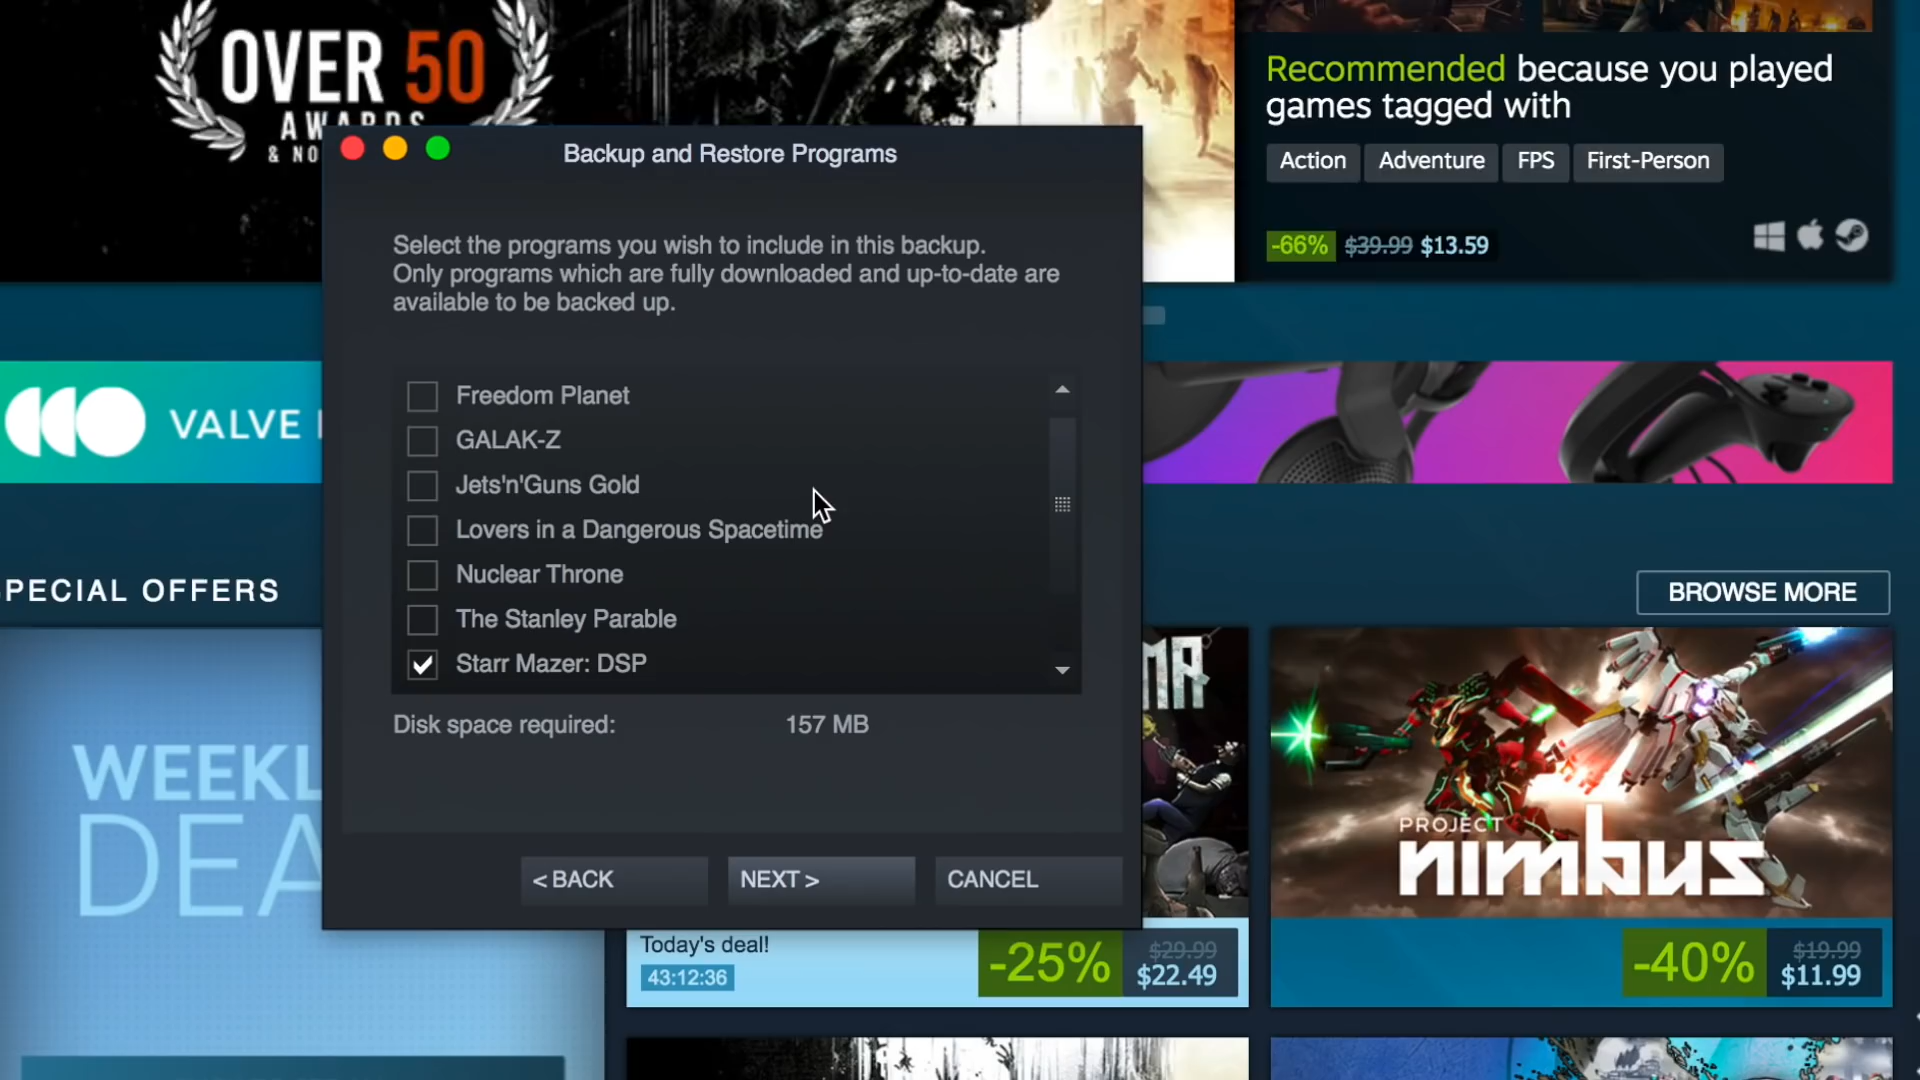 OVER 50
AWARDS
& NO
Recommended because you played
games tagged with
Action
Adventure
FPS
First-Person
-66% $39.99 $13.59
Backup and Restore Programs
Select the programs you wish to include in this backup.
Only programs which are fully downloaded and up-to-date are
available to be backed up.
Freedom Planet
GALAK-Z
Jets'n'Guns Gold
Lovers in a Dangerous Spacetime
Nuclear Throne
The Stanley Parable
Starr Mazer: DSP
Disk space required: 157 MB
< BACK
NEXT >
CANCEL
VALVE
PECIAL OFFERS
BROWSE MORE
WEEKL
DEA
PROJECT
nimbus
Today's deal!
43:12:36
-25%
$29.99
$22.49
-40%
$19.99
$11.99